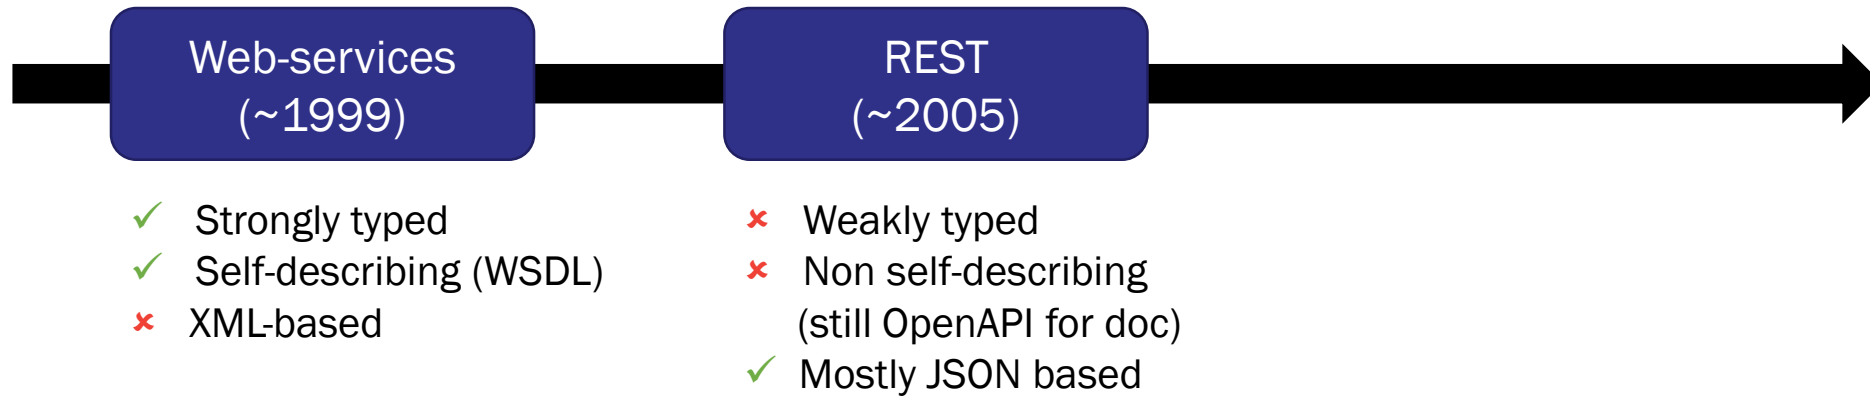 Web-services
(~1999)
Strongly typed
Self-describing (WSDL)
XML-based
REST
(~2005)
Weakly typed
Non self-describing
(still OpenAPI for doc)
Mostly JSON based